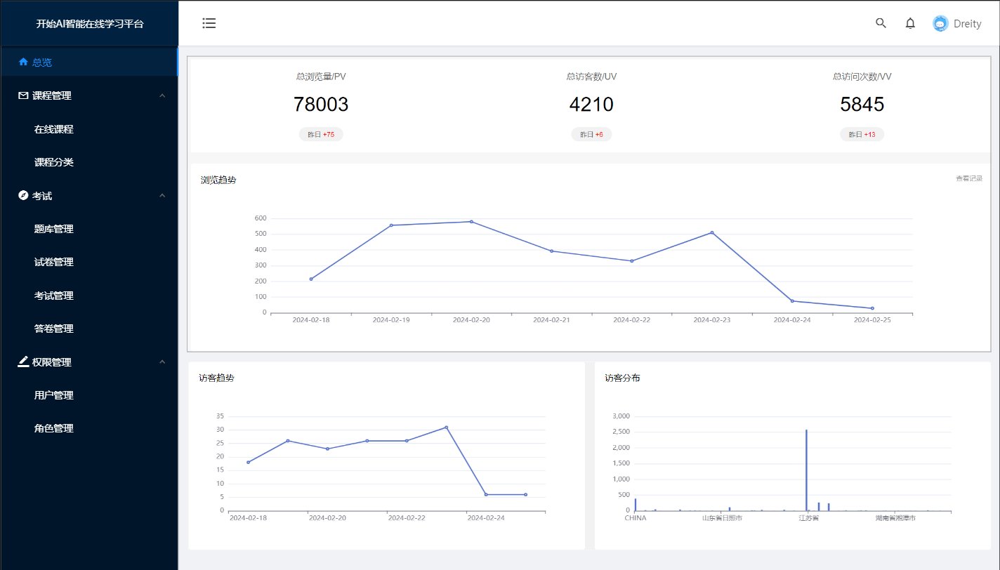 开始AI智能在线学习平台
Dreity
总览
课程管理
在线课程
课程分类
考试
题库管理
试卷管理
考试管理
答卷管理
权限管理
用户管理
角色管理
总浏览量/PV
78003
昨日 +75
总访客数/UV
4210
昨日 +6
总访问次数/VV
5845
昨日 +13
浏览趋势
查看记录
600
500
400
300
200
100
0
2024-02-18 2024-02-19 2024-02-20 2024-02-21 2024-02-22 2024-02-23 2024-02-24 2024-02-25
访客趋势
35
30
25
20
15
10
5
0
2024-02-18 2024-02-20 2024-02-22 2024-02-24
访客分布
3,000
2,500
2,000
1,500
1,000
500
0
CHINA 山东省日照市 江苏省 湖南省湘潭市